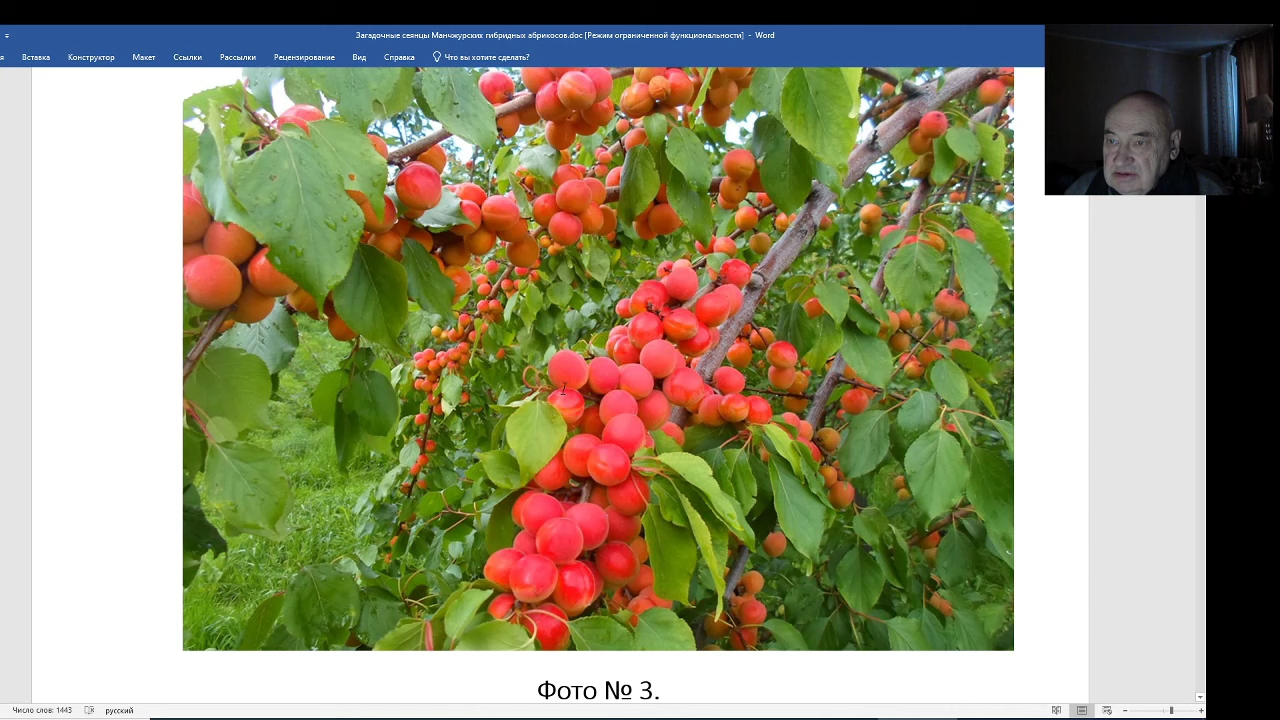 Загадочные сеянцы Манчжурских гибридных абрикосов.doc [Режим ограниченной функциональности] - Word
я Вставка Конструктор Макет Ссылки Рассылки Рецензирование Вид Справка Что вы хотите сделать?
Фото № 3.
Число слов: 1443 русский